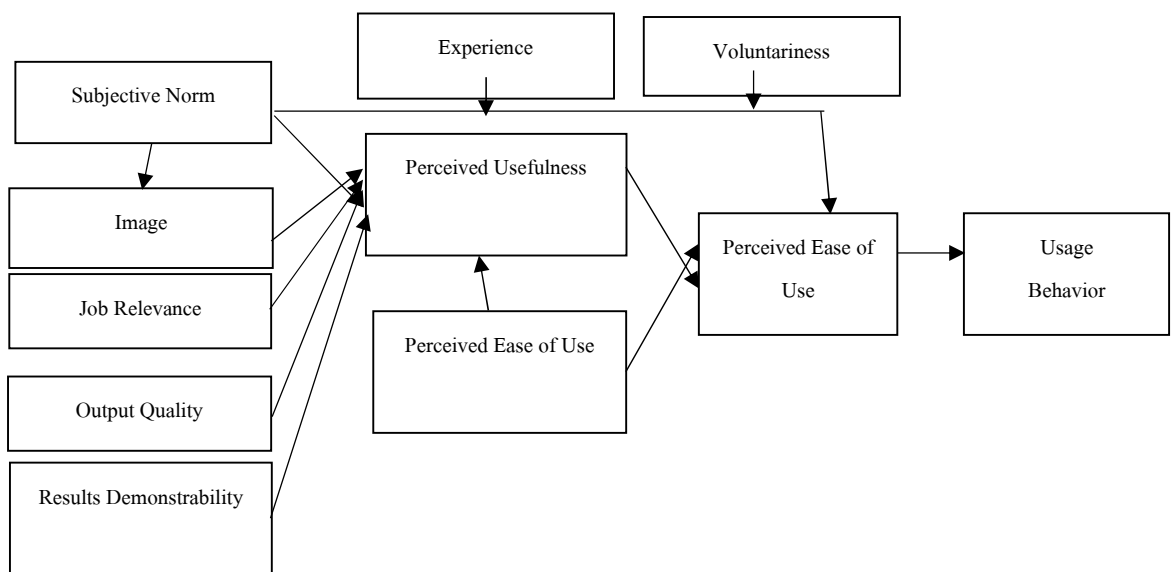 Experience
Voluntariness
Subjective Norm
Perceived Usefulness
Image
Perceived Ease of
Use
Usage
Behavior
Job Relevance
Perceived Ease of Use
Output Quality
Results Demonstrability